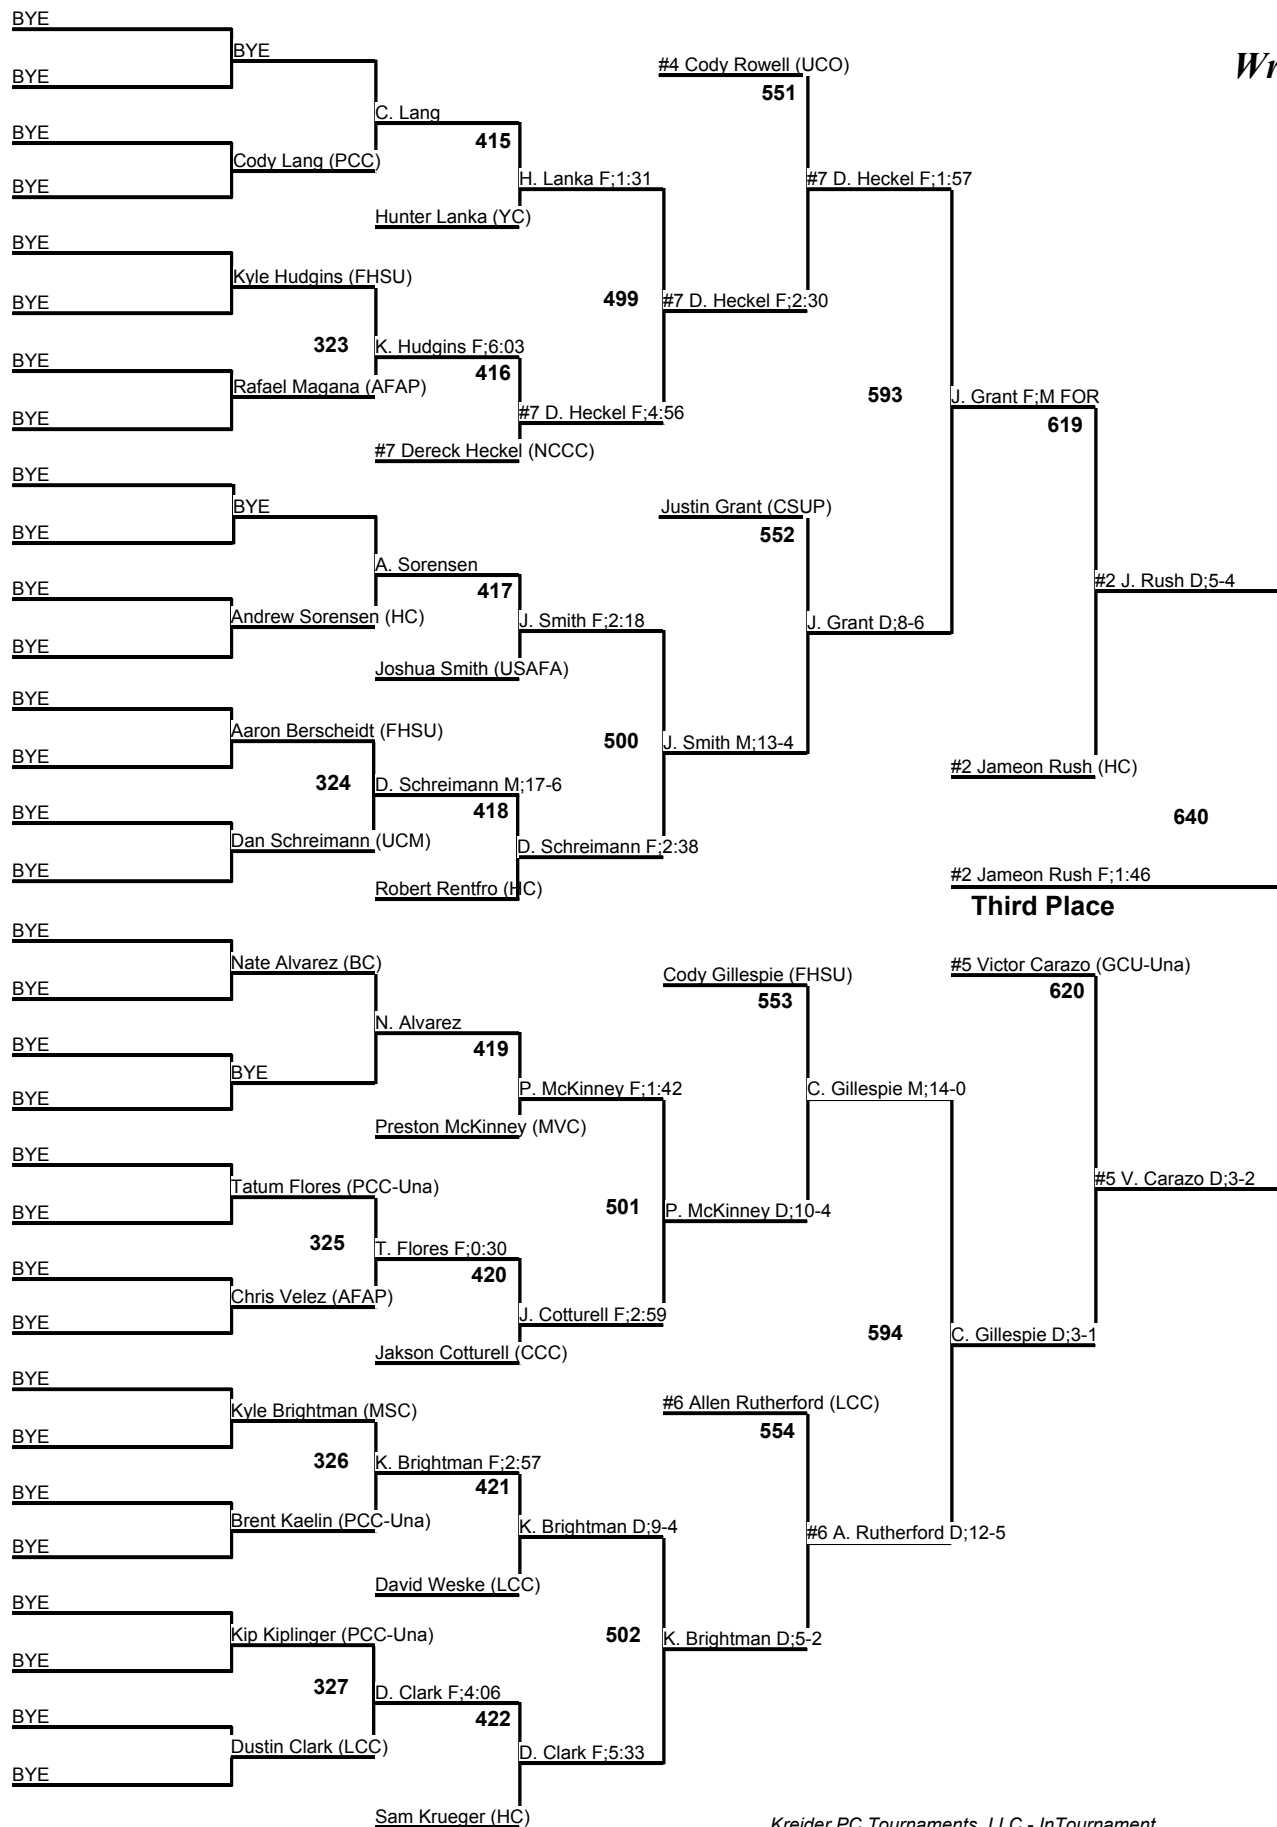 BYE
BYE
BYE
#4 Cody Rowell (UCO)
Wr
BYE
551
C. Lang
BYE
415
Cody Lang (PCC)
H. Lanka F;1:31
#7 D. Heckel F;1:57
BYE
Hunter Lanka (YC)
BYE
Kyle Hudgins (FHSU)
499
#7 D. Heckel F;2:30
BYE
323
K. Hudgins F;6:03
BYE
416
Rafael Magana (AFAP)
593
J. Grant F;M FOR
#7 D. Heckel F;4:56
BYE
619
#7 Dereck Heckel (NCCC)
BYE
BYE
Justin Grant (CSUP)
BYE
552
A. Sorensen
BYE
417
#2 J. Rush D;5-4
Andrew Sorensen (HC)
J. Smith F;2:18
J. Grant D;8-6
BYE
Joshua Smith (USAFA)
BYE
Aaron Berscheidt (FHSU)
500
J. Smith M;13-4
BYE
#2 Jameon Rush (HC)
324
D. Schreimann M;17-6
BYE
418
640
Dan Schreimann (UCM)
D. Schreimann F;2:38
BYE
#2 Jameon Rush F;1:46
Robert Rentfro (HC)
Third Place
BYE
Nate Alvarez (BC)
Cody Gillespie (FHSU)
#5 Victor Carazo (GCU-Una)
BYE
553
620
N. Alvarez
BYE
419
BYE
P. McKinney F;1:42
C. Gillespie M;14-0
BYE
Preston McKinney (MVC)
BYE
Tatum Flores (PCC-Una)
#5 V. Carazo D;3-2
BYE
501
P. McKinney D;10-4
325
T. Flores F;0:30
BYE
420
Chris Velez (AFAP)
J. Cotturell F;2:59
BYE
594
C. Gillespie D;3-1
Jakson Cotturell (CCC)
BYE
Kyle Brightman (MSC)
#6 Allen Rutherford (LCC)
BYE
554
326
K. Brightman F;2:57
421
BYE
Brent Kaelin (PCC-Una)
K. Brightman D;9-4
#6 A. Rutherford D;12-5
BYE
David Weske (LCC)
BYE
Kip Kiplinger (PCC-Una)
502
K. Brightman D;5-2
BYE
327
D. Clark F;4:06
BYE
422
Dustin Clark (LCC)
D. Clark F;5:33
BYE
Sam Krueger (HC)
Kreider PC Tournaments, LLC - InTournament